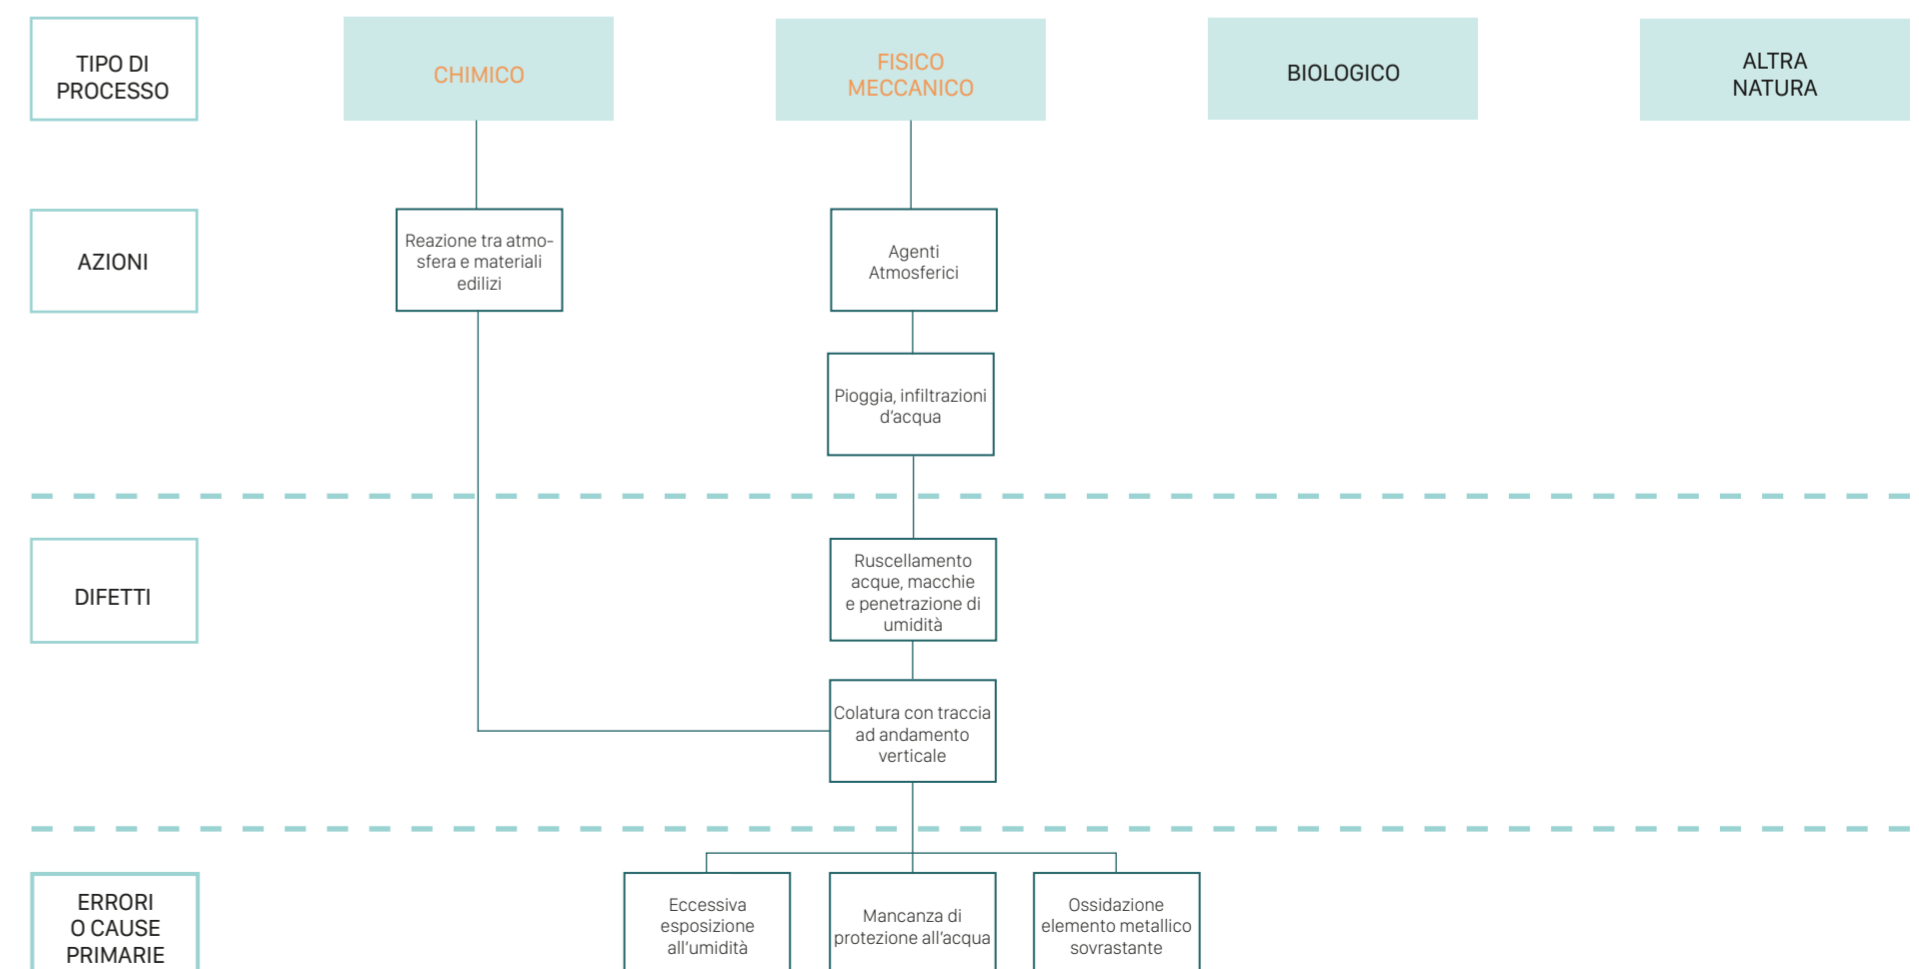 TIPO DI
PROCESSO
CHIMICO
FISICO
MECCANICO
BIOLOGICO
ALTRA
NATURA
AZIONI
Reazione tra atmo-
sfera e materiali
edilizi
Agenti
Atmosferici
Pioggia, infiltrazioni
d'acqua
DIFETTI
Ruscellamento
acque, macchie
e penetrazione di
umidità
Colatura con traccia
ad andamento
verticale
ERRORI
O CAUSE
PRIMARIE
Eccessiva
esposizione
all'umidità
Mancanza di
protezione all'acqua
Ossidazione
elemento metallico
sovrastante